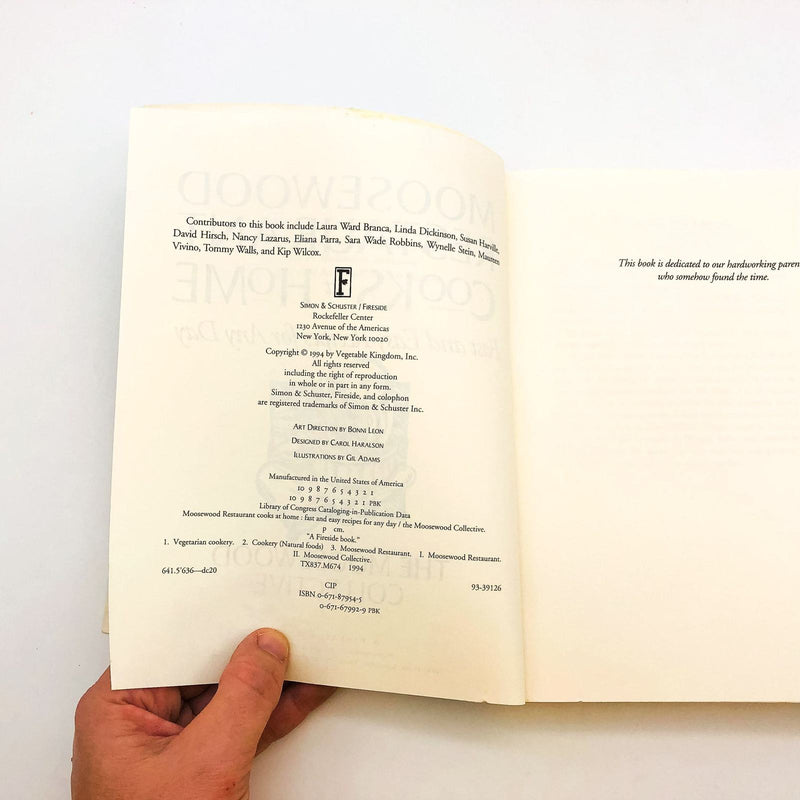 Contributors to this book include Laura Ward Branca, Linda Dickinson, Susan Harville,
David Hirsch, Nancy Lazarus, Eliana Parra, Sara Wade Robbins, Wynelle Stein, Maureen
Vivino, Tommy Walls, and Kip Wilcox.
F
SIMON & SCHUSTER / FIRESIDE
Rockefeller Center
1230 Avenue of the Americas
New York, New York 10020
Copyright © 1994 by Vegetable Kingdom, Inc.
All rights reserved
including the right of reproduction
in whole or in part in any form.
Simon & Schuster, Fireside, and colophon
are registered trademarks of Simon & Schuster Inc.
ART DIRECTION BY BONNI LEON
DESIGNED BY CAROL HARALSON
ILLUSTRATIONS BY GIL ADAMS
Manufactured in the United States of America
10 9 8 7 6 5 4 3 2 1
10 9 8 7 6 5 4 3 2 1 PBK
Library of Congress Cataloging-in-Publication Data
Moosewood Restaurant cooks at home : fast and easy recipes for any day / the Moosewood Collective.
p cm.
"A Fireside book."
1. Vegetarian cookery. 2. Cookery (Natural foods) 3. Moosewood Restaurant. I. Moosewood Restaurant.
II. Moosewood Collective.
TX837.M674 1994
641.5'636—dc20
93-39126
CIP
ISBN 0-671-87954-5
0-671-67992-9 PBK
This book is dedicated to our hardworking paren
who somehow found the time.